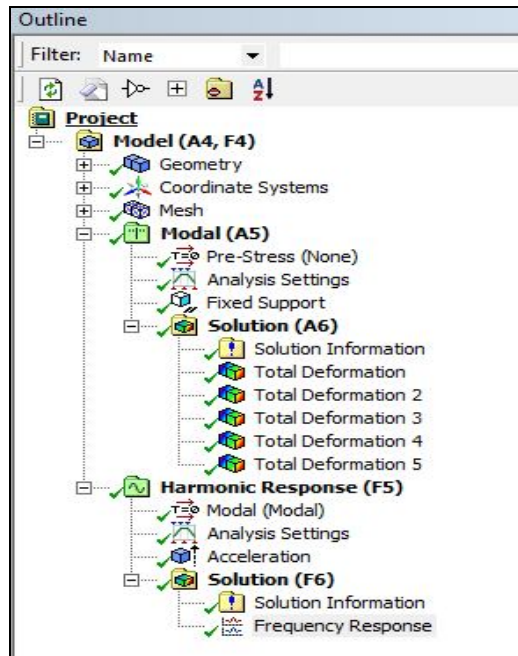 Outline
Filter: Name
Project
Model (A4, F4)
Geometry
Coordinate Systems
Mesh
Modal (A5)
Pre-Stress (None)
Analysis Settings
Fixed Support
Solution (A6)
Solution Information
Total Deformation
Total Deformation 2
Total Deformation 3
Total Deformation 4
Total Deformation 5
Harmonic Response (F5)
Modal (Modal)
Analysis Settings
Acceleration
Solution (F6)
Solution Information
Frequency Response